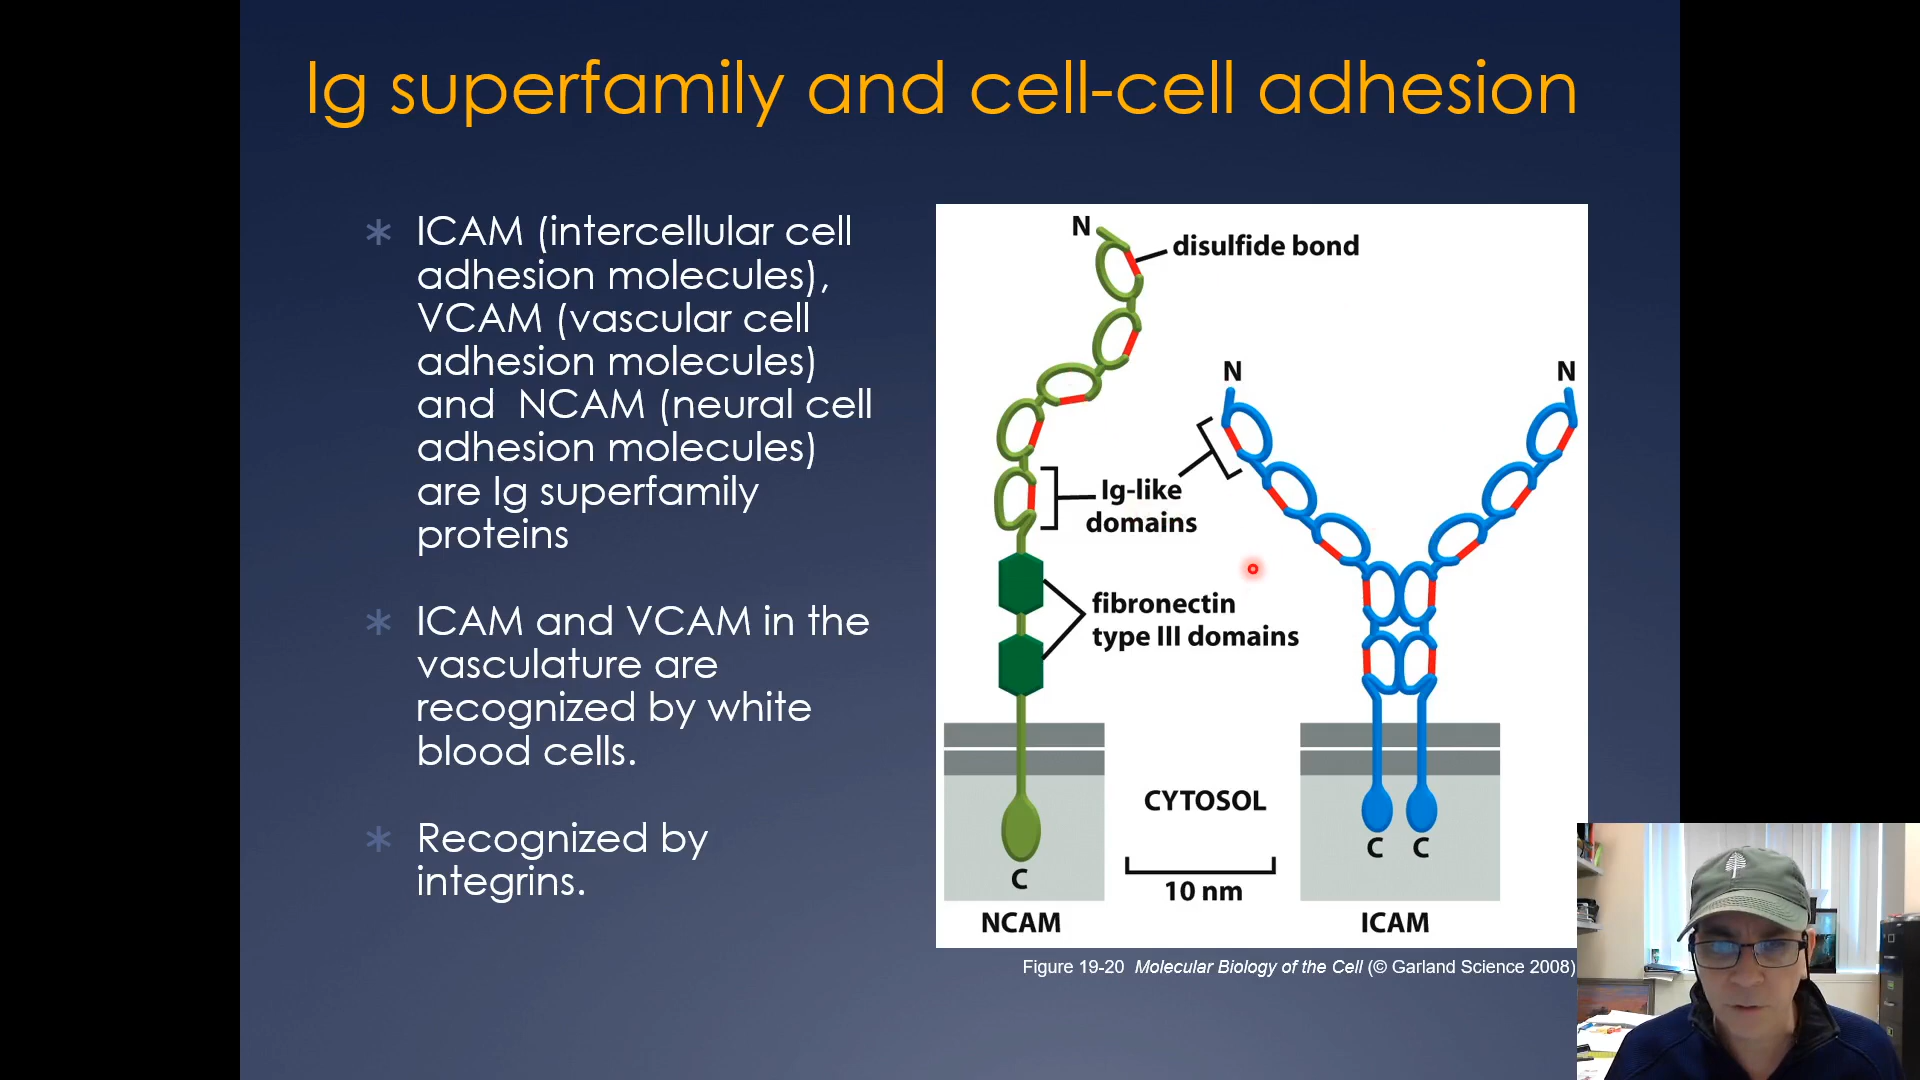 Ig superfamily and cell-cell adhesion
ICAM (intercellular cell
adhesion molecules),
VCAM (vascular cell
adhesion molecules)
and  NCAM (neural cell
adhesion molecules)
are Ig superfamily
proteins
ICAM and VCAM in the
vasculature are
recognized by white
blood cells.
Recognized by
integrins.
N
disulfide bond
N
N
Ig-like
domains
fibronectin
type III domains
CYTOSOL
C
C
C
10 nm
NCAM
ICAM
Figure 19-20  Molecular Biology of the Cell (© Garland Science 2008)